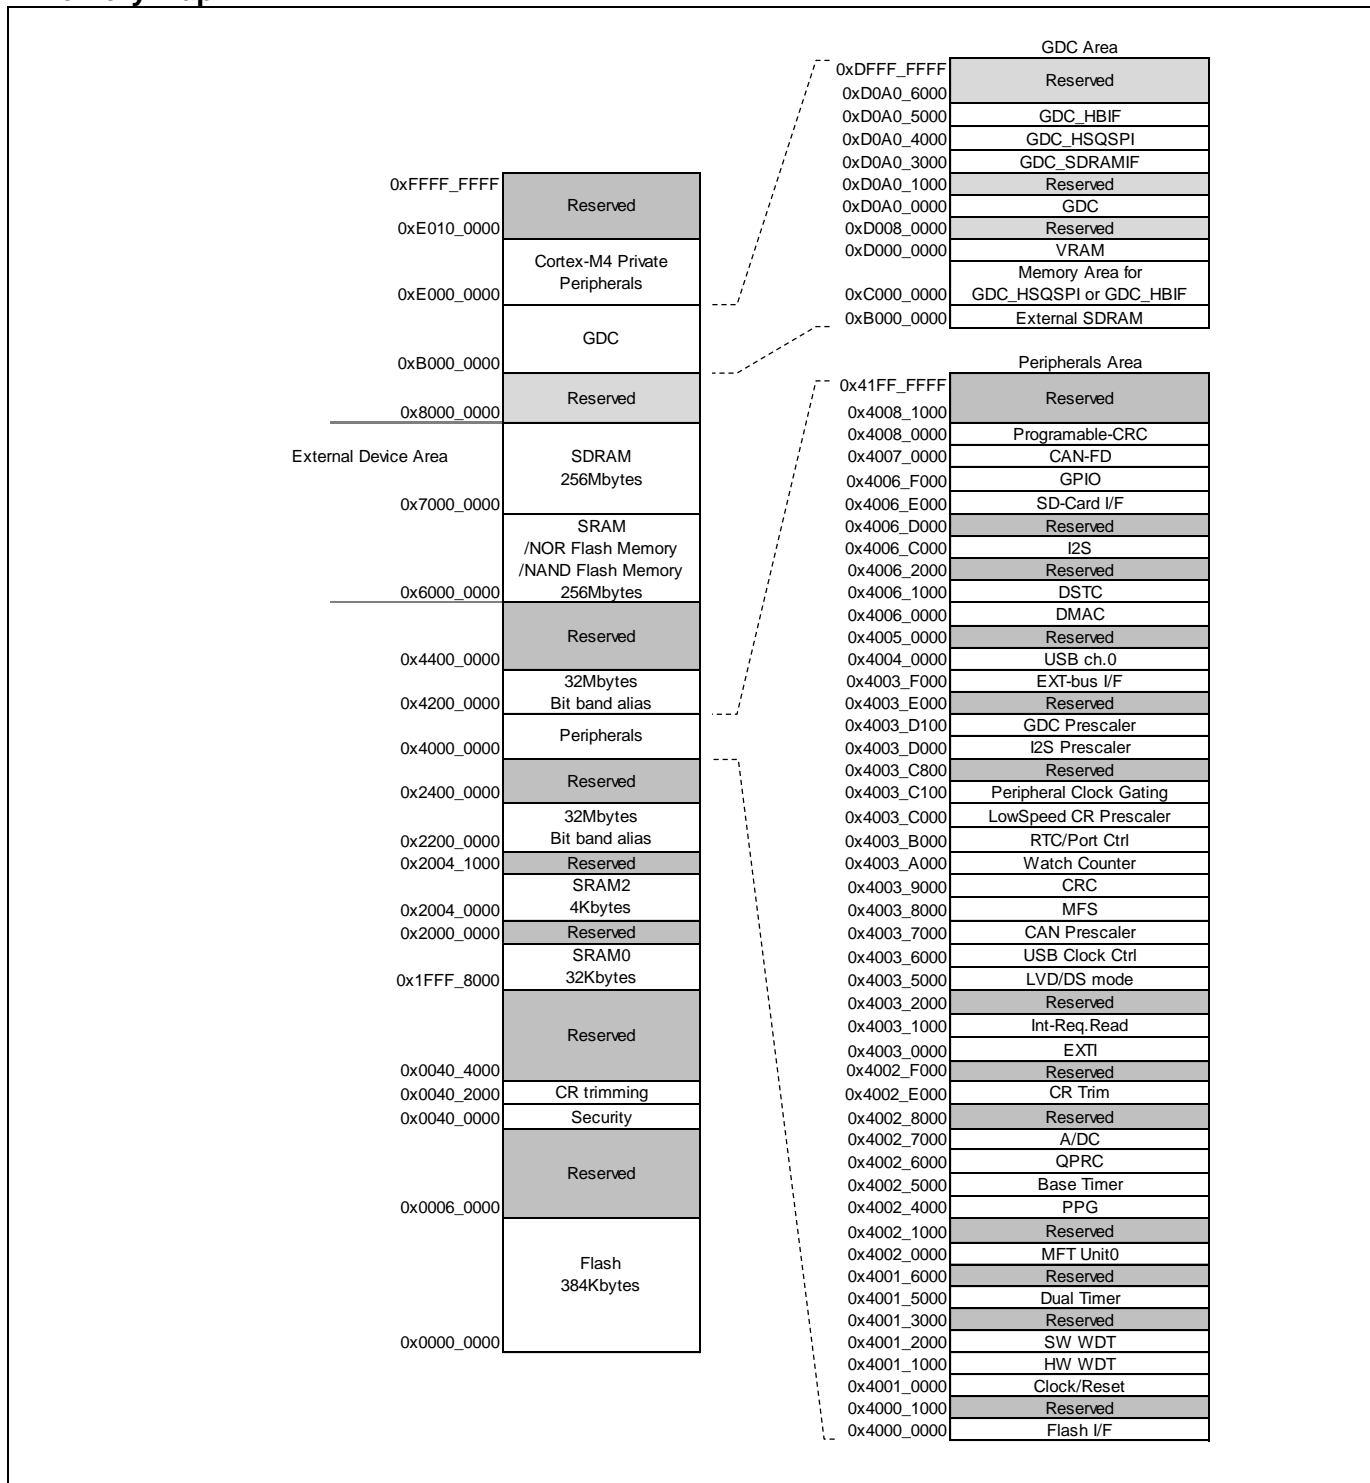 0xFFFF_FFFF
Reserved
0xE010_0000
Cortex-M4 Private
Peripherals
0xE000_0000
GDC
0xB000_0000
Reserved
0x8000_0000
External Device Area
SDRAM
256Mbytes
0x7000_0000
SRAM
/NOR Flash Memory
/NAND Flash Memory
0x6000_0000 256Mbytes
Reserved
0x4400_0000
32Mbytes
0x4200_0000 Bit band alias
Peripherals
0x4000_0000
Reserved
0x2400_0000
32Mbytes
0x2200_0000 Bit band alias
0x2004_1000 Reserved
SRAM2
0x2004_0000 4Kbytes
0x2000_0000 Reserved
SRAM0
0x1FFF_8000 32Kbytes
Reserved
0x0040_4000
0x0040_2000 CR trimming
0x0040_0000 Security
Reserved
0x0006_0000
Flash
384Kbytes
0x0000_0000
GDC Area
0xDFFF_FFFF
Reserved
0xD0A0_6000
0xD0A0_5000 GDC_HBIF
0xD0A0_4000 GDC_HSQSPI
0xD0A0_3000 GDC_SDRAMIF
0xD0A0_1000 Reserved
0xD0A0_0000 GDC
0xD008_0000 Reserved
0xD000_0000 VRAM
Memory Area for
0xC000_0000 GDC_HSQSPI or GDC_HBIF
0xB000_0000 External SDRAM
Peripherals Area
0x41FF_FFFF
Reserved
0x4008_1000
0x4008_0000 Programable-CRC
0x4007_0000 CAN-FD
0x4006_F000 GPIO
0x4006_E000 SD-Card I/F
0x4006_D000 Reserved
0x4006_C000 I2S
0x4006_2000 Reserved
0x4006_1000 DSTC
0x4006_0000 DMAC
0x4005_0000 Reserved
0x4004_0000 USB ch.0
0x4003_F000 EXT-bus I/F
0x4003_E000 Reserved
0x4003_D100 GDC Prescaler
0x4003_D000 I2S Prescaler
0x4003_C800 Reserved
0x4003_C100 Peripheral Clock Gating
0x4003_C000 LowSpeed CR Prescaler
0x4003_B000 RTC/Port Ctrl
0x4003_A000 Watch Counter
0x4003_9000 CRC
0x4003_8000 MFS
0x4003_7000 CAN Prescaler
0x4003_6000 USB Clock Ctrl
0x4003_5000 LVD/DS mode
0x4003_2000 Reserved
0x4003_1000 Int-Req.Read
0x4003_0000 EXTI
0x4002_F000 Reserved
0x4002_E000 CR Trim
0x4002_8000 Reserved
0x4002_7000 A/DC
0x4002_6000 QPRC
0x4002_5000 Base Timer
0x4002_4000 PPG
0x4002_1000 Reserved
0x4002_0000 MFT Unit0
0x4001_6000 Reserved
0x4001_5000 Dual Timer
0x4001_3000 Reserved
0x4001_2000 SW WDT
0x4001_1000 HW WDT
0x4001_0000 Clock/Reset
0x4000_1000 Reserved
0x4000_0000 Flash I/F